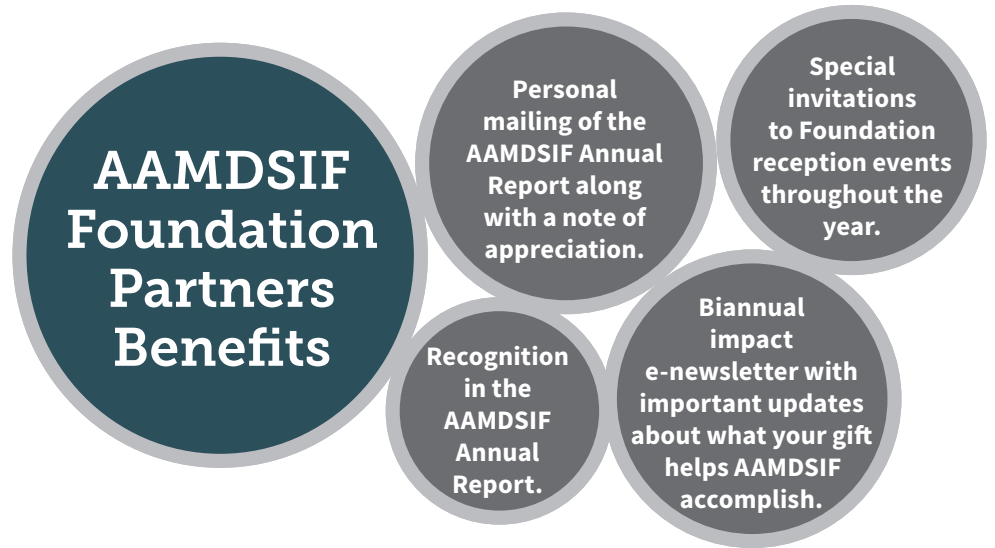 AAMDSIF
Foundation
Partners
Benefits
Personal
mailing of the
AAMDSIF Annual
Report along
with a note of
appreciation.
Special
invitations
to Foundation
reception events
throughout the
year.
Recognition
in the
AAMDSIF
Annual
Report.
Biannual
impact
e-newsletter with
important updates
about what your gift
helps AAMDSIF
accomplish.